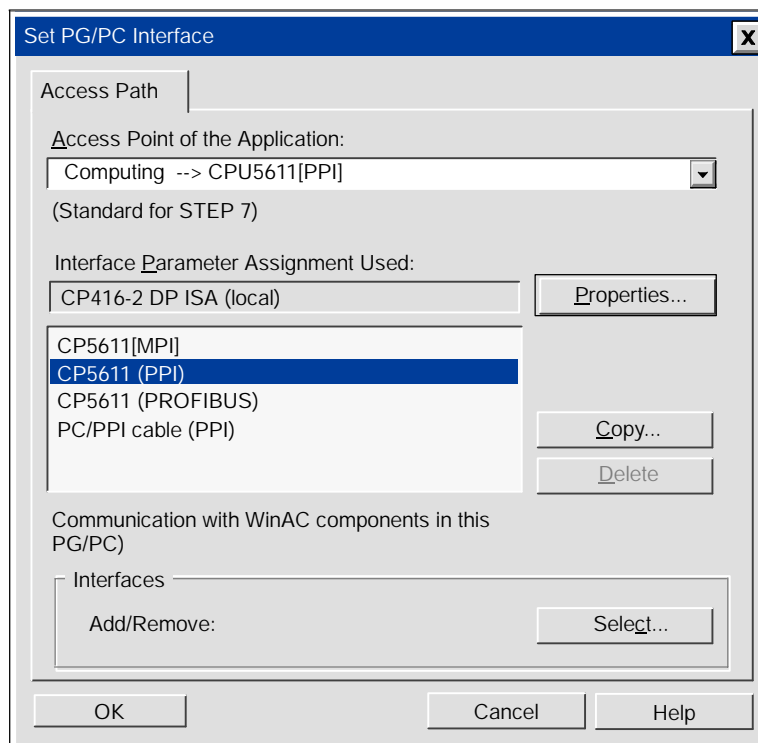 Set PG/PC Interface
X
Access Path
Access Point of the Application:
Computing --> CPU5611[PPI]
(Standard for STEP 7)
Interface Parameter Assignment Used:
CP416-2 DP ISA (local)
Properties...
CP5611[MPI]
CP5611 (PPI)
CP5611 (PROFIBUS)
PC/PPI cable (PPI)
Copy...
Delete
Communication with WinAC components in this
PG/PC)
Interfaces
Add/Remove:
Select...
OK
Cancel
Help